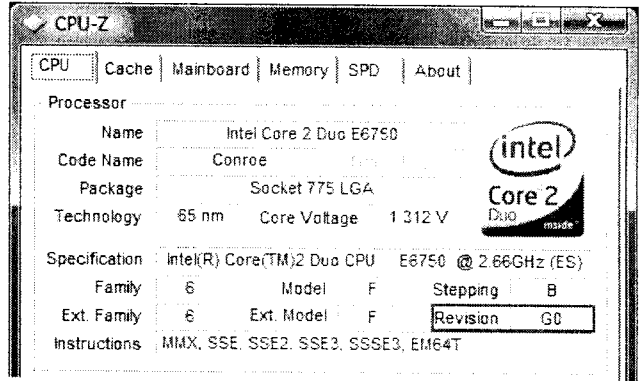 CPU-Z
CPU Cache Mainboard Memory SPD About
Processor
Name Intel Core 2 Duo E6750
Code Name Conroe
Package Socket 775 LGA
Technology 65 nm Core Voltage 1.312 V
intel
Core 2
Duo
inside™
Specification Intel(R) Core(TM)2 Duo CPU E6750 @ 2.66GHz (ES)
Family 6 Model F Stepping B
Ext. Family 6 Ext. Model F Revision G0
Instructions MMX, SSE, SSE2, SSE3, SSSE3, EM64T